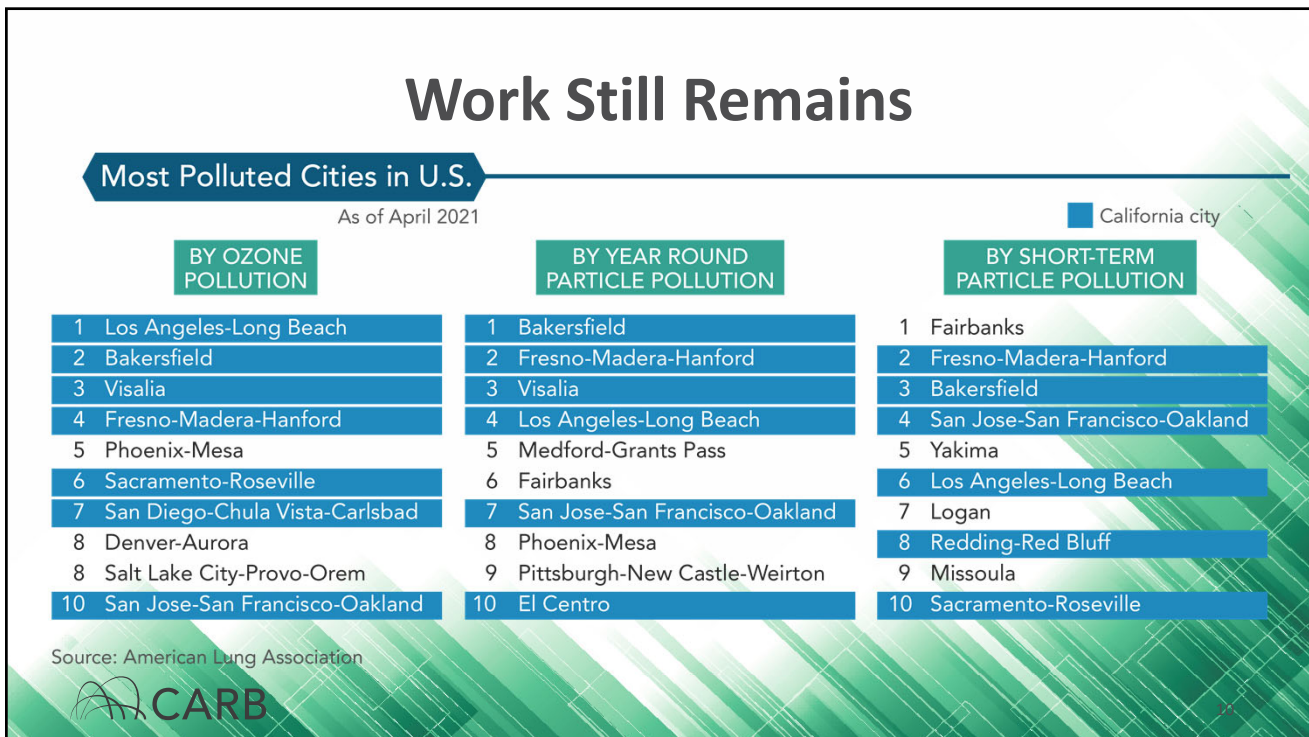 Work Still Remains
Most Polluted Cities in U.S.
As of April 2021
California city
BY OZONE
POLLUTION
1 Los Angeles-Long Beach
2 Bakersfield
3 Visalia
4 Fresno-Madera-Hanford
5 Phoenix-Mesa
6 Sacramento-Roseville
7 San Diego-Chula Vista-Carlsbad
8 Denver-Aurora
8 Salt Lake City-Provo-Orem
10 San Jose-San Francisco-Oakland
BY YEAR ROUND
PARTICLE POLLUTION
1 Bakersfield
2 Fresno-Madera-Hanford
3 Visalia
4 Los Angeles-Long Beach
5 Medford-Grants Pass
6 Fairbanks
7 San Jose-San Francisco-Oakland
8 Phoenix-Mesa
9 Pittsburgh-New Castle-Weirton
10 El Centro
BY SHORT-TERM
PARTICLE POLLUTION
1 Fairbanks
2 Fresno-Madera-Hanford
3 Bakersfield
4 San Jose-San Francisco-Oakland
5 Yakima
6 Los Angeles-Long Beach
7 Logan
8 Redding-Red Bluff
9 Missoula
10 Sacramento-Roseville
Source: American Lung Association
CARB
10